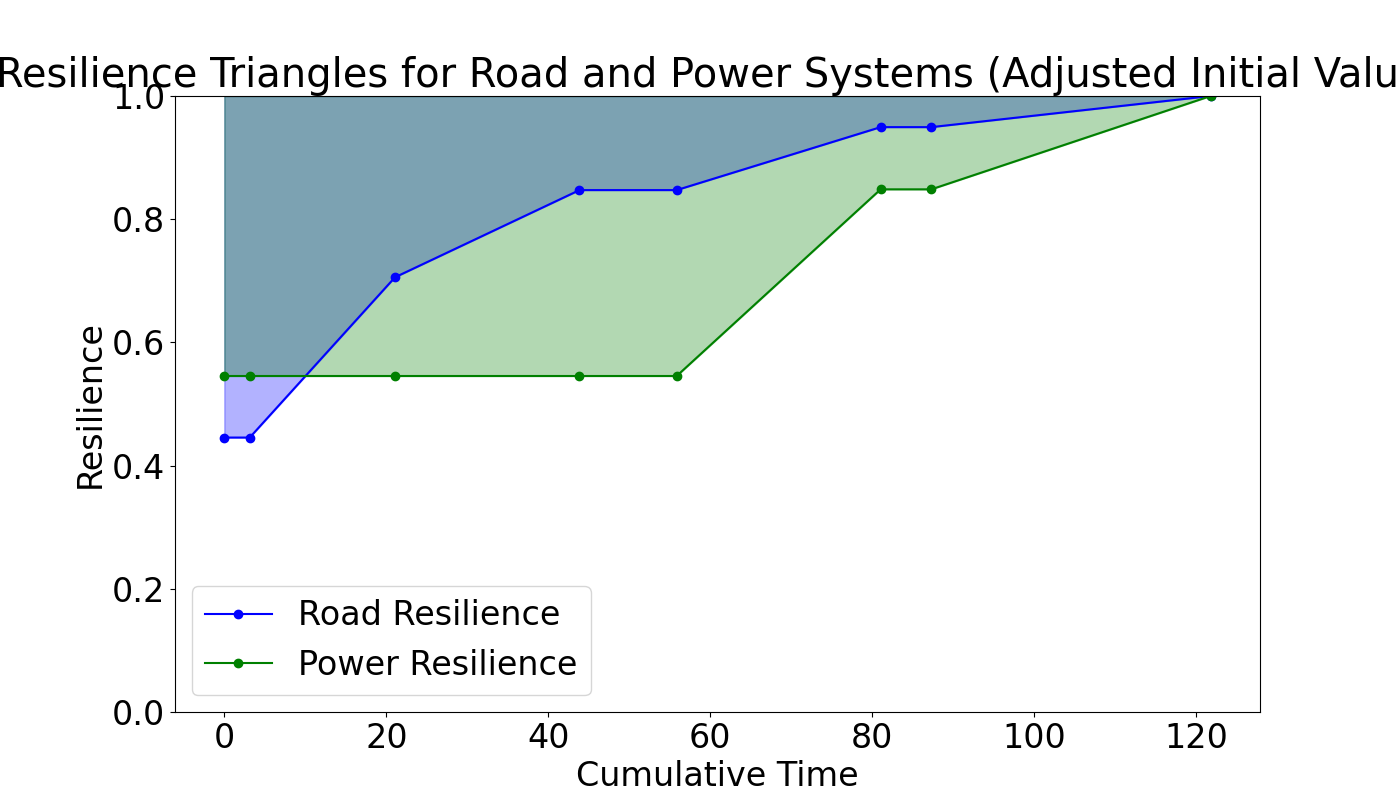 Resilience Triangles for Road and Power Systems (Adjusted Initial Valu
1.0
0.8
0.6
0.4
0.2
0.0
Resilience
Road Resilience
Power Resilience
0 20 40 60 80 100 120
Cumulative Time